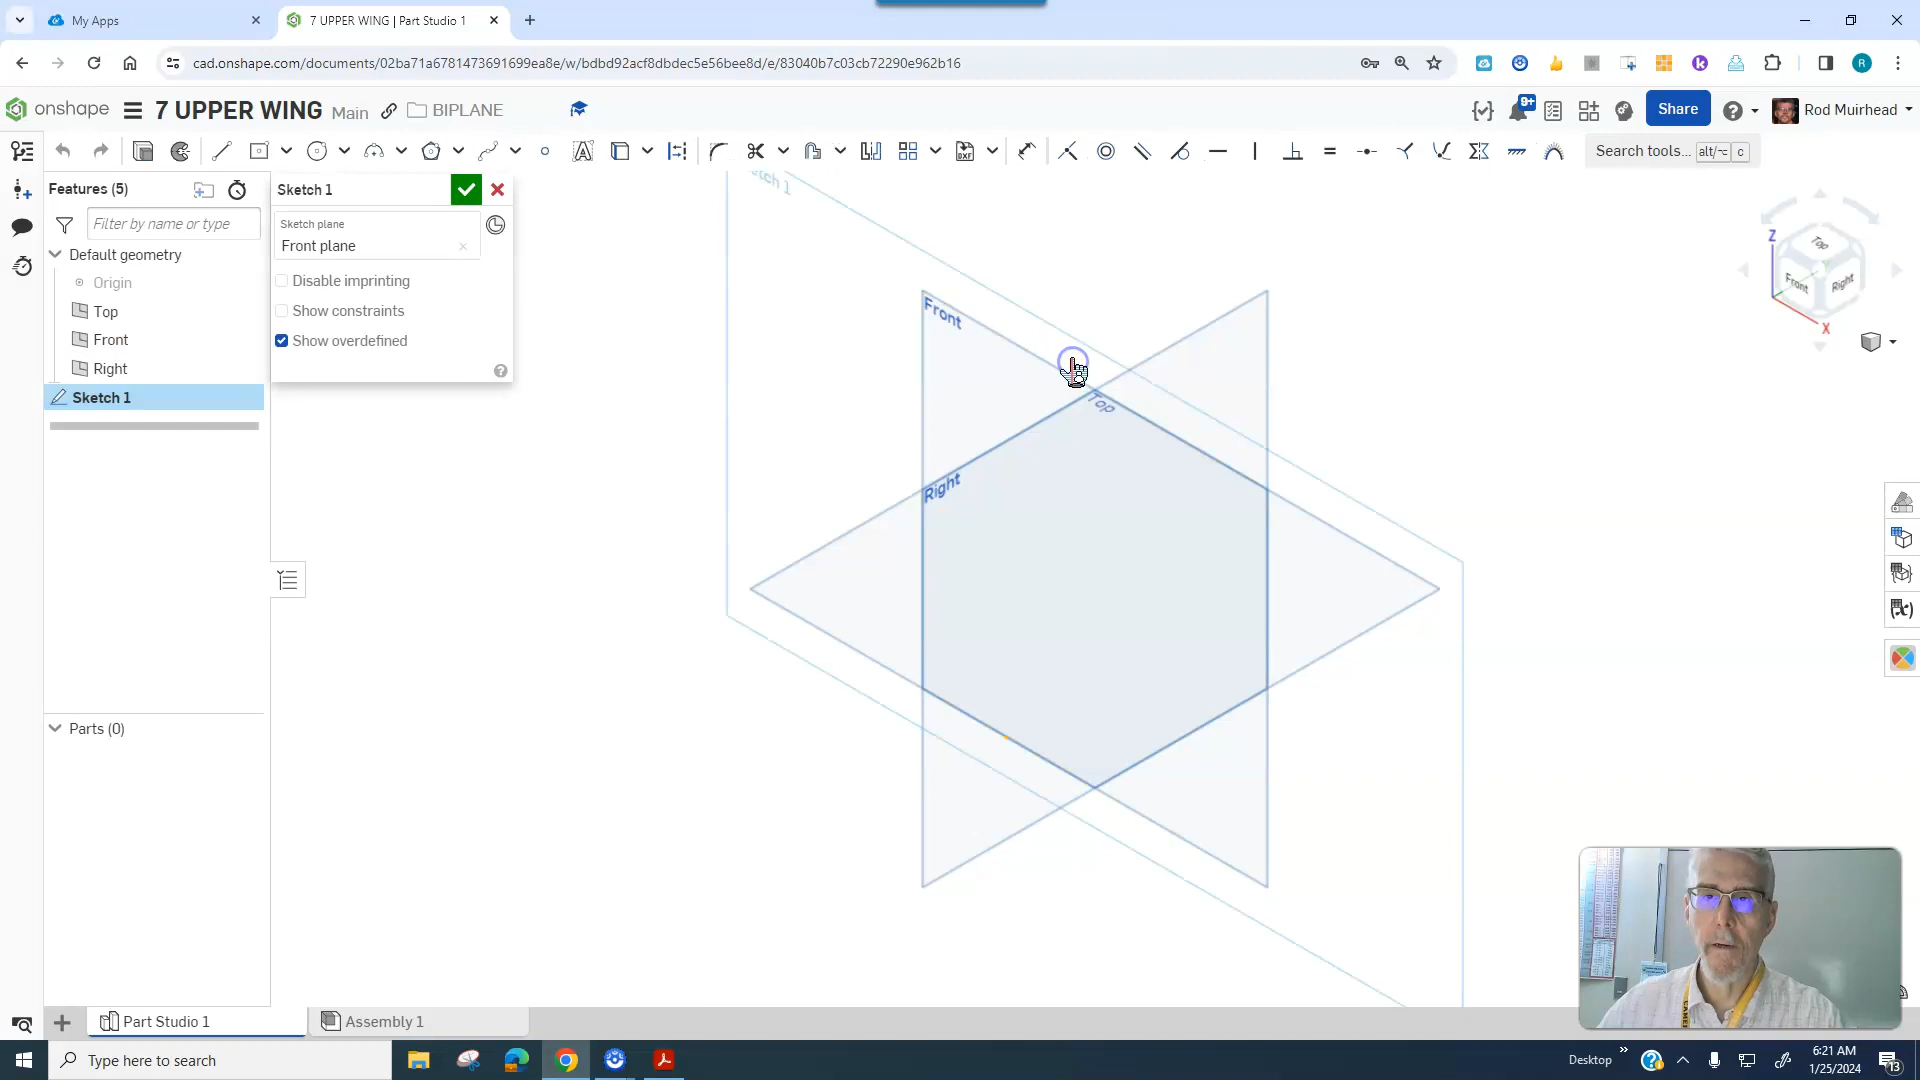 My Apps
7 UPPER WING | Part Studio 1
cad.onshape.com/documents/02ba71a6781473691699ea8e/w/bdbd92acf8dbdec5e56bee8d/e/83040b7c03cb72290e962b16
R
onshape
7 UPPER WING Main
BIPLANE
9+
Share
Rod Muirhead
Search tools... alt/⌥ c
Features (5)
Filter by name or type
Default geometry
Origin
Top
Front
Right
Sketch 1
Parts (0)
Sketch 1
Sketch plane
Front plane
Disable imprinting
Show constraints
Show overdefined
Front
Top
Right
Z
Top
Front
Right
X
Part Studio 1
Assembly 1
Type here to search
Desktop
6:21 AM
1/25/2024
13